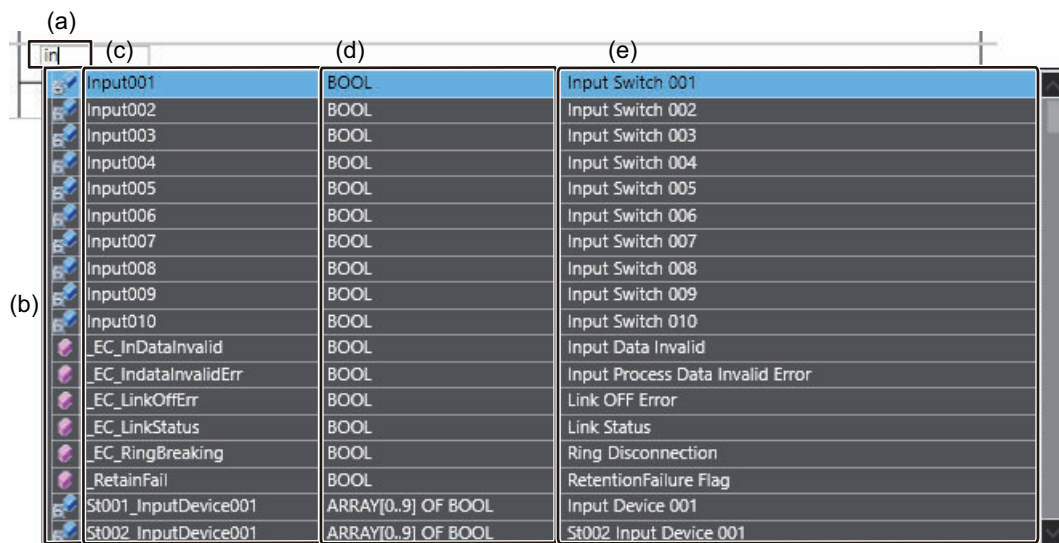 (a)
in (c) (d) (e)
Input001 BOOL Input Switch 001
Input002 BOOL Input Switch 002
Input003 BOOL Input Switch 003
Input004 BOOL Input Switch 004
Input005 BOOL Input Switch 005
Input006 BOOL Input Switch 006
Input007 BOOL Input Switch 007
Input008 BOOL Input Switch 008
(b) Input009 BOOL Input Switch 009
Input010 BOOL Input Switch 010
_EC_InDataInvalid BOOL Input Data Invalid
_EC_IndataInvalidErr BOOL Input Process Data Invalid Error
_EC_LinkOffErr BOOL Link OFF Error
_EC_LinkStatus BOOL Link Status
_EC_RingBreaking BOOL Ring Disconnection
_RetainFail BOOL RetentionFailure Flag
St001_InputDevice001 ARRAY[0..9] OF BOOL Input Device 001
St002_InputDevice001 ARRAY[0..9] OF BOOL St002 Input Device 001